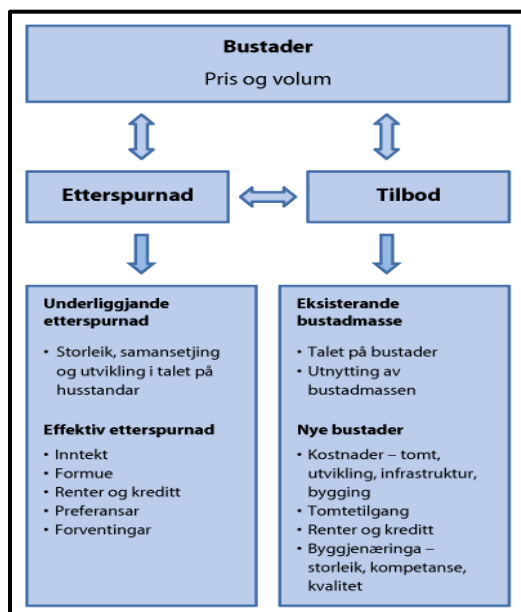 Bustader
Pris og volum
Etterspurnad
Tilbod
Underliggjande
etterspurnad
• Storleik, samansetjing
og utvikling i talet på
husstandar
Effektiv etterspurnad
• Inntekt
• Formue
• Renter og kreditt
• Preferansar
• Forventingar
Eksisterande
bustadmasse
• Talet på bustader
• Utnytting av
bustadmassen
Nye bustader
• Kostnader – tomt,
utvikling, infrastruktur,
bygging
• Tomtetilgang
• Renter og kreditt
• Byggjenæringa –
storleik, kompetanse,
kvalitet